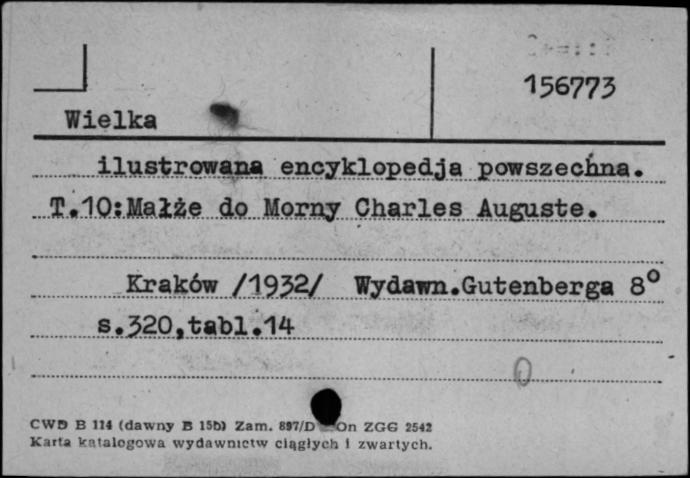 156773
Wielka
ilustrowana encyklopedja powszechna.
T.10:Małże do Morny Charles Auguste.
Kraków /1932/ Wydawn.Gutenberga 8°
s.320,tabl.14
CWD B 114 (dawny B 15b) Zam. 897/D On ZGG 2542
Karta katalogowa wydawnictw ciągłych i zwartych.